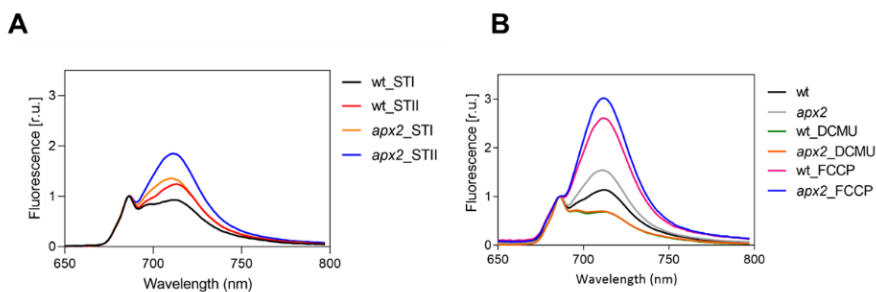 A
Fluorescence [r.u.]
3
2
1
0
650
700
750
800
Wavelength (nm)
wt_STI
wt_STII
apx2_STI
apx2_STII
B
Fluorescence [r.u.]
3
2
1
0
650
700
750
800
Wavelength (nm)
wt
apx2
wt_DCMU
apx2_DCMU
wt_FCCP
apx2_FCCP